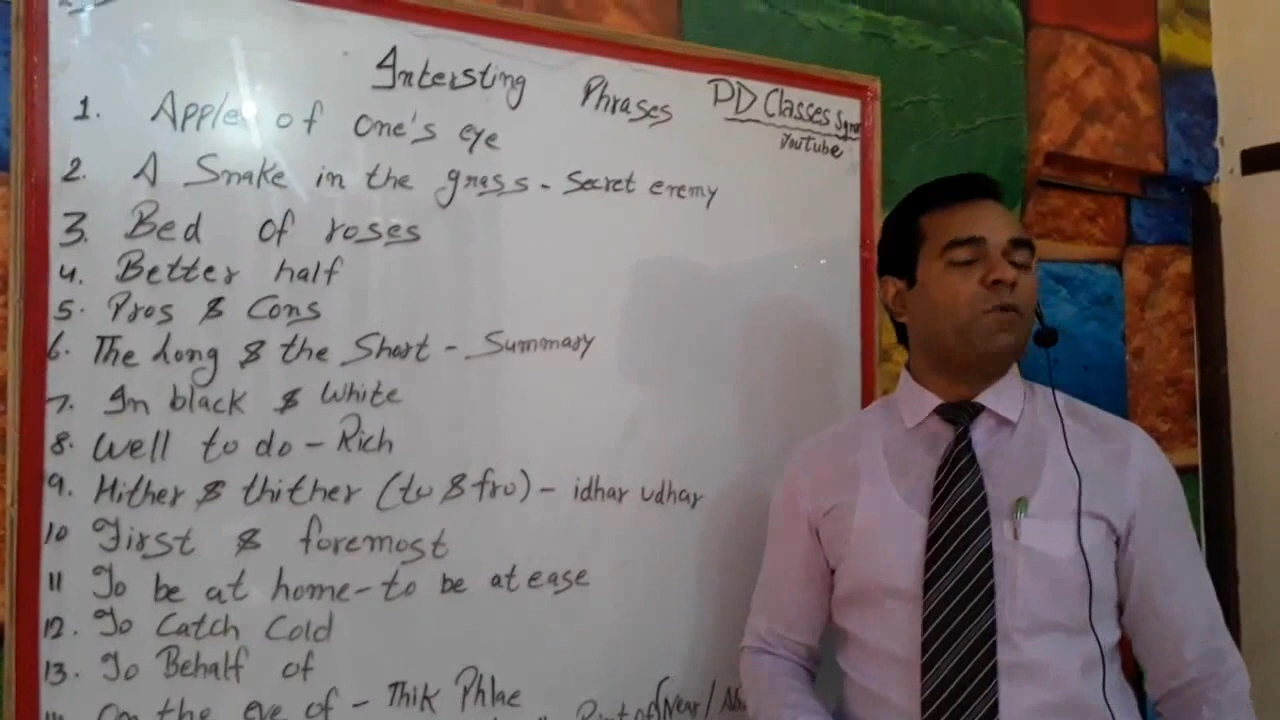 Intersting Phrases PD Classes
YouTube
1. Apple of one's eye
2. A Snake in the grass - Secret enemy
3. Bed of roses
4. Better half
5. Pros & Cons
6. The Long & the Short - Summary
7. In black & White
8. Well to do - Rich
9. Hither & thither (to & fro) - idhar udhar
10 First & foremost
11 To be at home - to be at ease
12. To Catch Cold
13. To Behalf of
on the eve of - Thik Phlae
Near /